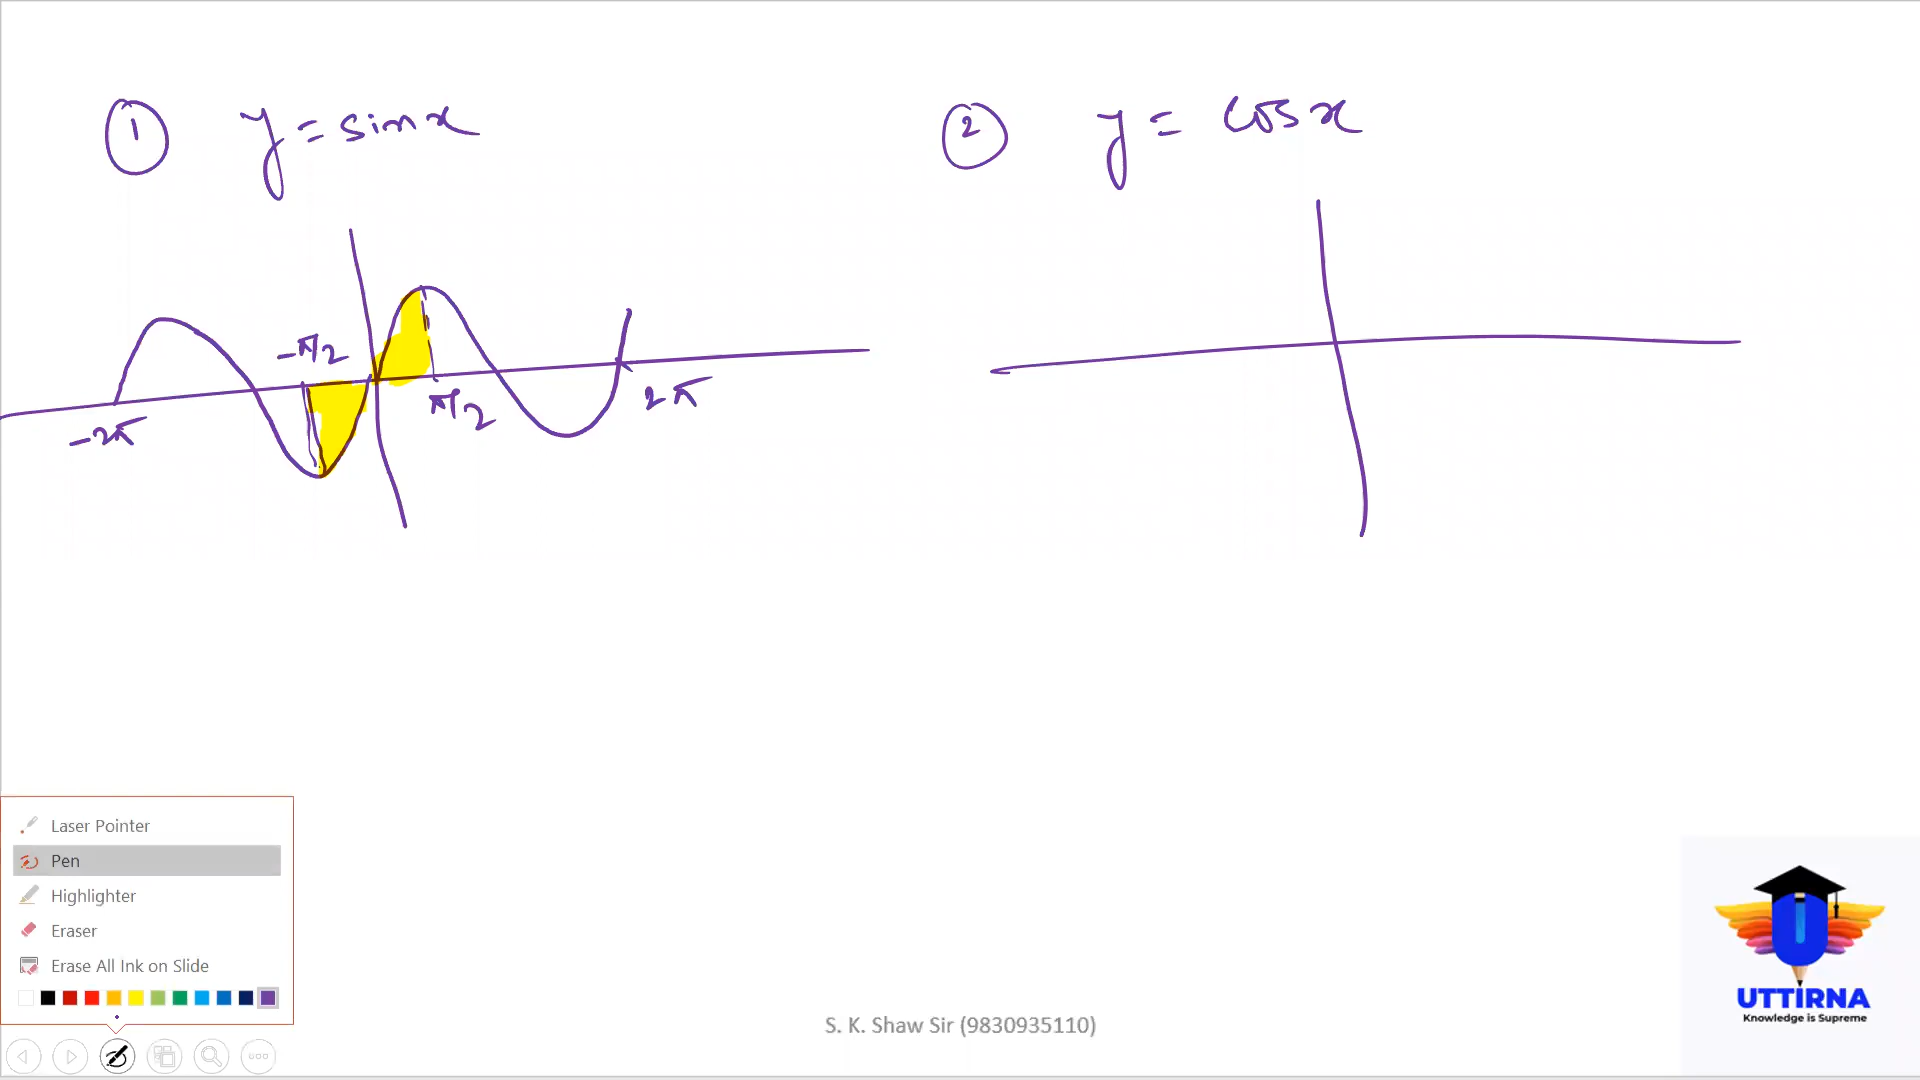 1 y = sin x
2 y = cos x
-π/2
π/2
2π
-2π
Laser Pointer
Pen
Highlighter
Eraser
Erase All Ink on Slide
S. K. Shaw Sir (9830935110)
UTTIRNA
Knowledge is Supreme